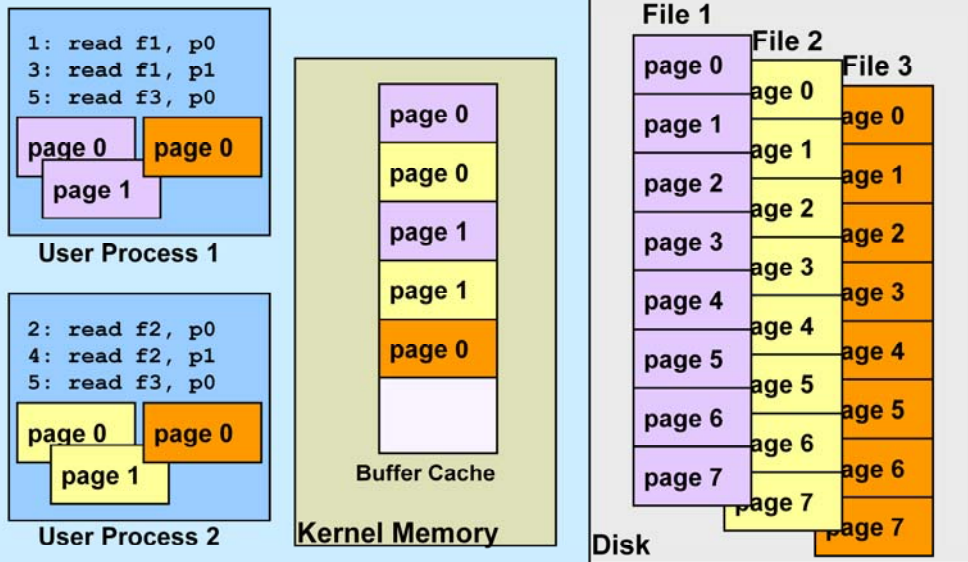 1: read f1, p0
3: read f1, p1
5: read f3, p0
page 0
page 0
page 1
User Process 1
2: read f2, p0
4: read f2, p1
5: read f3, p0
page 0
page 0
page 1
User Process 2
page 0
page 0
page 1
page 1
page 0
Buffer Cache
Kernel Memory
File 1
page 0
page 1
page 2
page 3
page 4
page 5
page 6
page 7
File 2
age 0
age 1
age 2
age 3
age 4
age 5
age 6
page 7
File 3
age 0
age 1
age 2
age 3
age 4
age 5
age 6
page 7
Disk